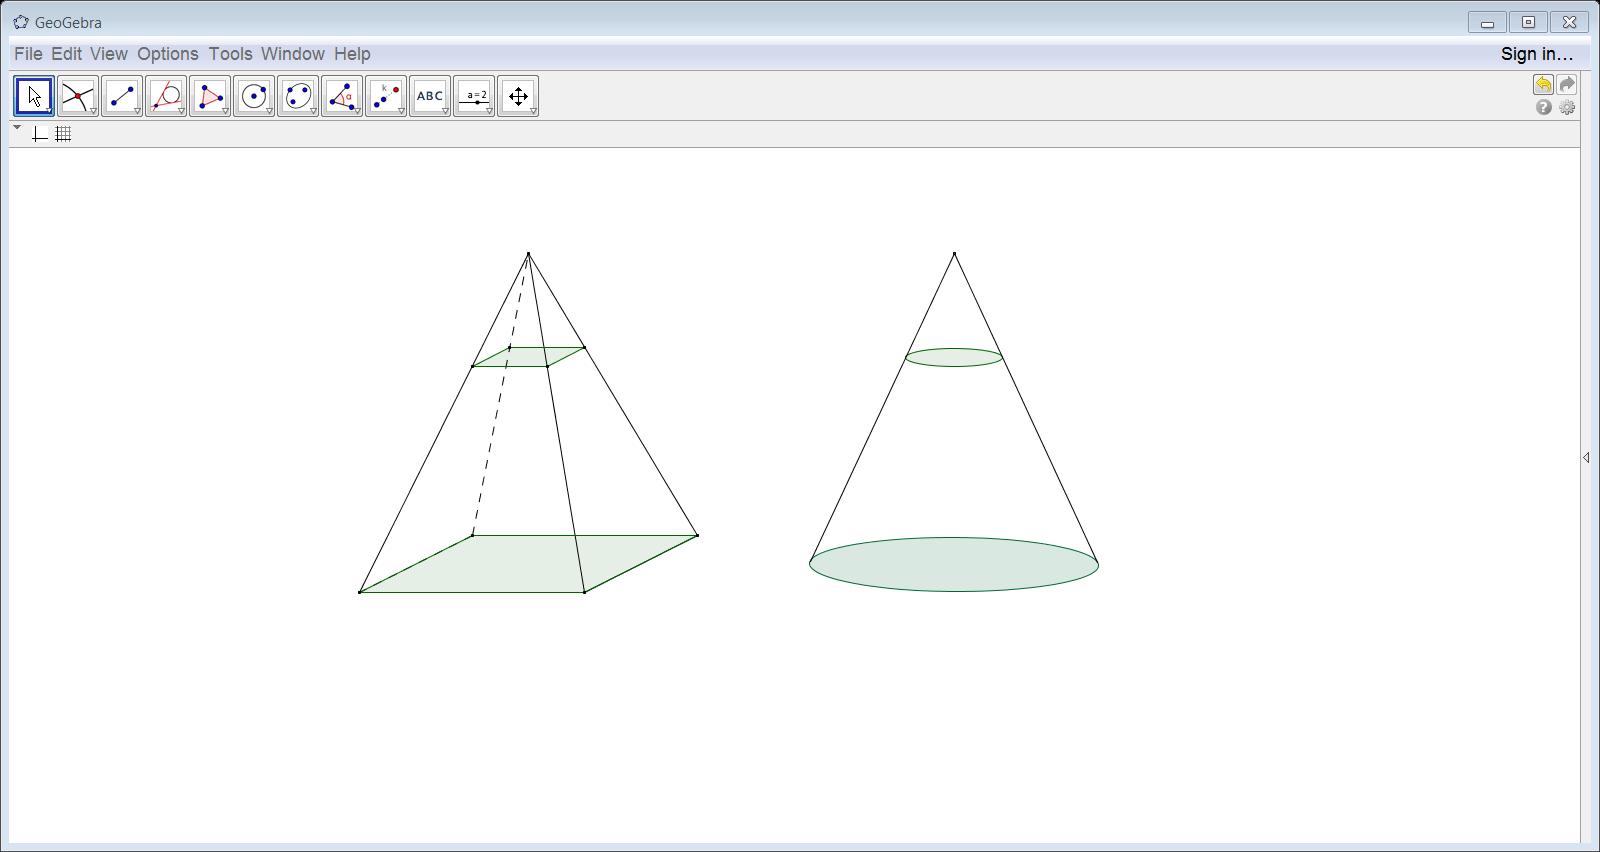 GeoGebra
File Edit View Options Tools Window Help
Sign in...
α
k
ABC
a=2
?